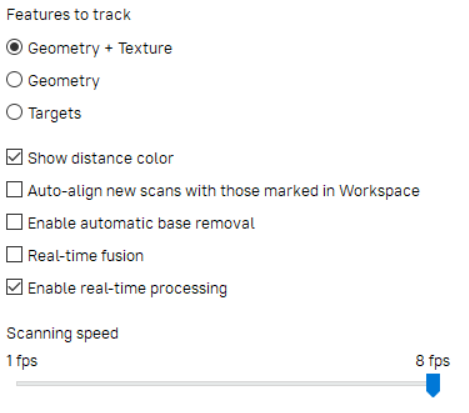 Features to track
Geometry + Texture
Geometry
Targets
Show distance color
Auto-align new scans with those marked in Workspace
Enable automatic base removal
Real-time fusion
Enable real-time processing
Scanning speed
1 fps 8 fps